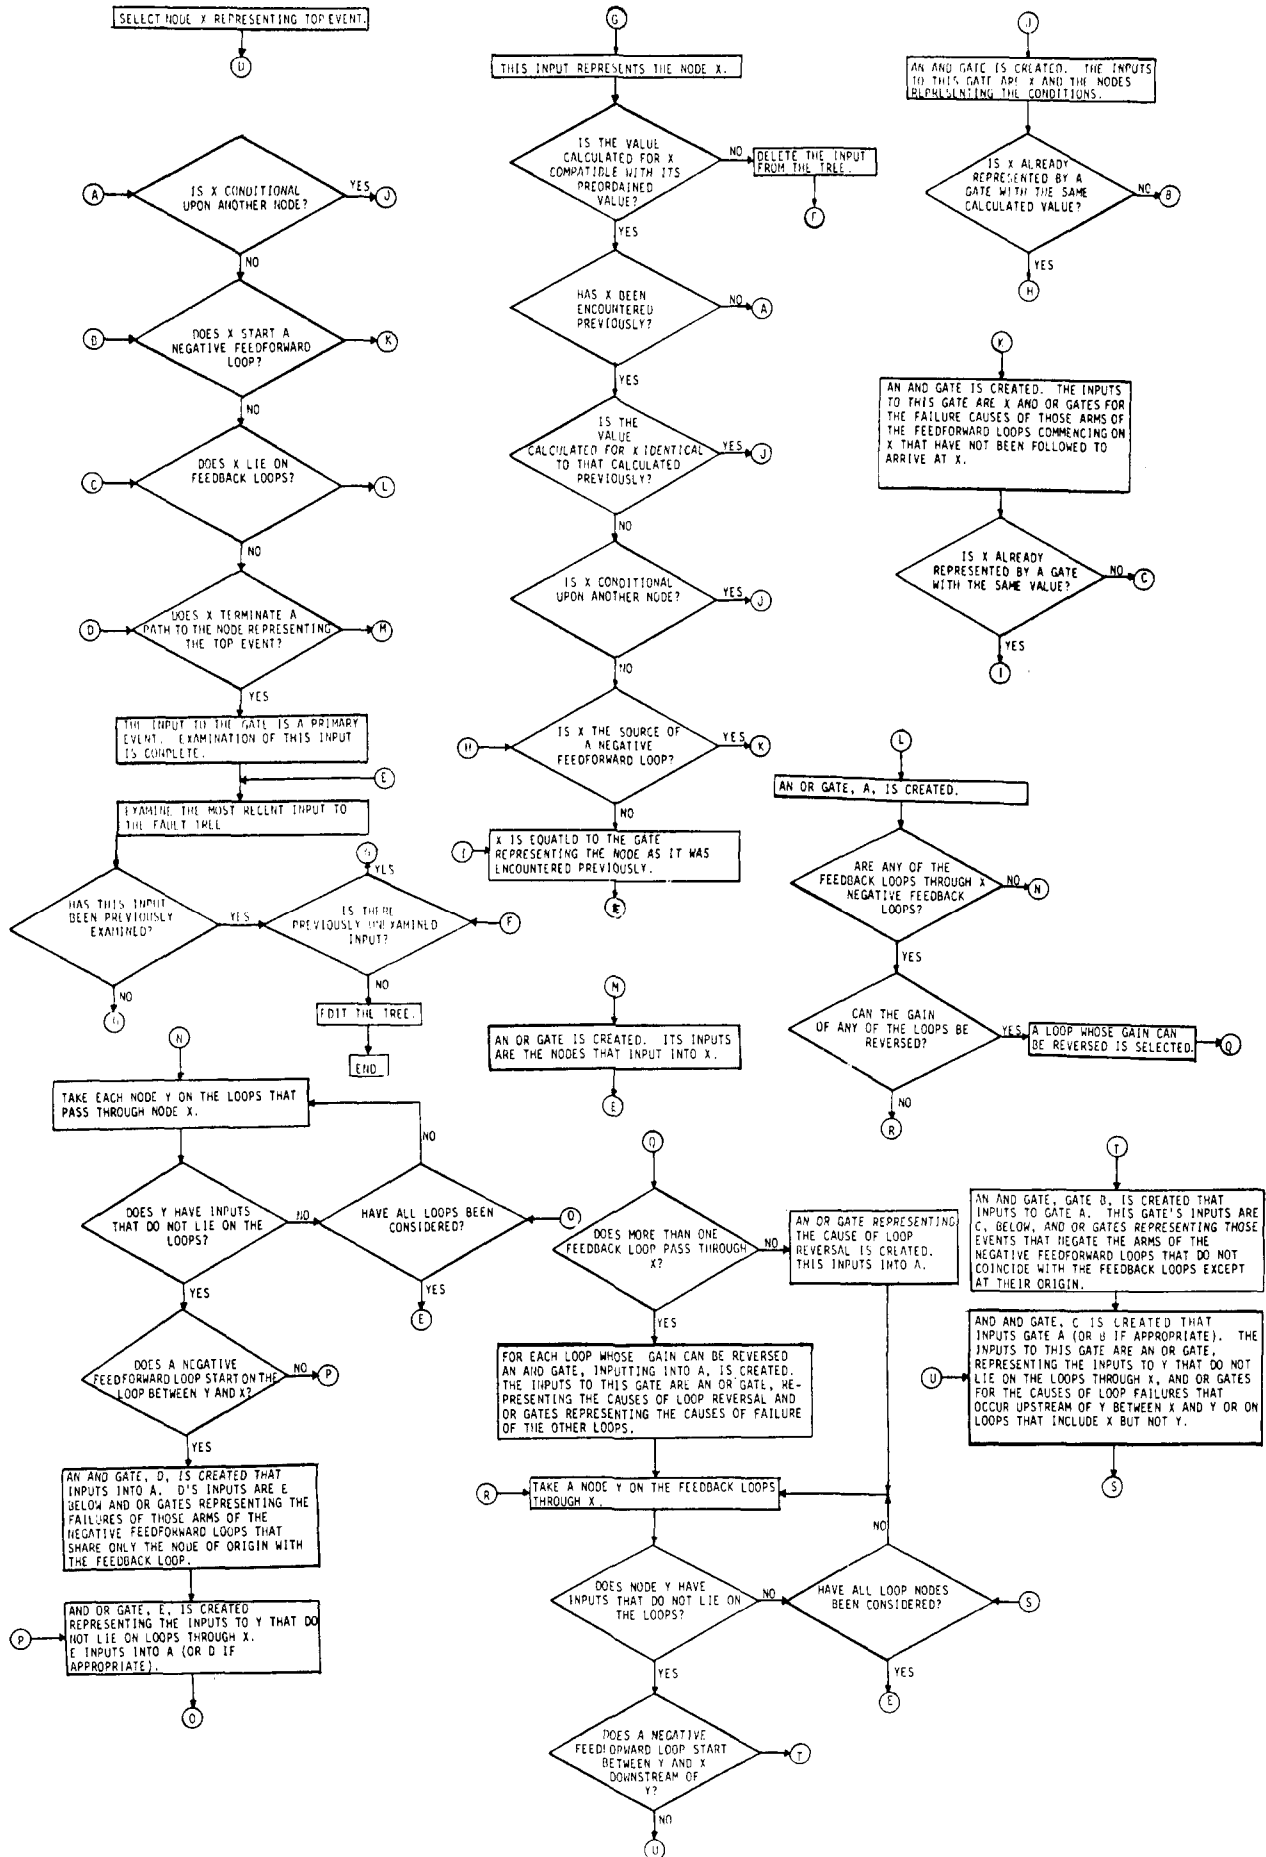 SELECT NODE X REPRESENTING TOP EVENT.
D
A
IS X CONDITIONAL
UPON ANOTHER NODE?
YES
J
NO
B
DOES X START A
NEGATIVE FEEDFORWARD
LOOP?
K
NO
C
DOES X LIE ON
FEEDBACK LOOPS?
L
NO
D
DOES X TERMINATE A
PATH TO THE NODE REPRESENTING
THE TOP EVENT?
M
YES
THE INPUT TO THE GATE IS A PRIMARY
EVENT. EXAMINATION OF THIS INPUT
IS COMPLETE.
E
EXAMINE THE MOST RECENT INPUT TO
THE FAULT TREE
HAS THIS INPUT
BEEN PREVIOUSLY
EXAMINED?
YES
NO
G
G
YES
IS THERE
PREVIOUSLY UNEXAMINED
INPUT?
F
NO
EDIT THE TREE.
END
G
THIS INPUT REPRESENTS THE NODE X.
IS THE VALUE
CALCULATED FOR X
COMPATIBLE WITH ITS
PREORDAINED
VALUE?
NO
DELETE THE INPUT
FROM THE TREE.
F
YES
HAS X BEEN
ENCOUNTERED
PREVIOUSLY?
NO
A
YES
IS THE
VALUE
CALCULATED FOR X IDENTICAL
TO THAT CALCULATED
PREVIOUSLY?
YES
J
NO
IS X CONDITIONAL
UPON ANOTHER NODE?
YES
J
NO
H
IS X THE SOURCE OF
A NEGATIVE
FEEDFORWARD LOOP?
YES
K
NO
I
X IS EQUATED TO THE GATE
REPRESENTING THE NODE AS IT WAS
ENCOUNTERED PREVIOUSLY.
E
M
AN OR GATE IS CREATED. ITS INPUTS
ARE THE NODES THAT INPUT INTO X.
E
J
AN AND GATE IS CREATED. THE INPUTS
TO THIS GATE ARE X AND THE NODES
REPRESENTING THE CONDITIONS.
IS X ALREADY
REPRESENTED BY A
GATE WITH THE SAME
CALCULATED VALUE?
NO
B
YES
H
K
AN AND GATE IS CREATED. THE INPUTS
TO THIS GATE ARE X AND OR GATES FOR
THE FAILURE CAUSES OF THOSE ARMS OF
THE FEEDFORWARD LOOPS COMMENCING ON
X THAT HAVE NOT BEEN FOLLOWED TO
ARRIVE AT X.
IS X ALREADY
REPRESENTED BY A GATE
WITH THE SAME VALUE?
NO
C
YES
I
L
AN OR GATE, A, IS CREATED.
ARE ANY OF THE
FEEDBACK LOOPS THROUGH X
NEGATIVE FEEDBACK
LOOPS?
NO
N
YES
CAN THE GAIN
OF ANY OF THE LOOPS BE
REVERSED?
YES
A LOOP WHOSE GAIN CAN
BE REVERSED IS SELECTED.
Q
NO
R
N
TAKE EACH NODE Y ON THE LOOPS THAT
PASS THROUGH NODE X.
DOES Y HAVE INPUTS
THAT DO NOT LIE ON THE
LOOPS?
NO
HAVE ALL LOOPS BEEN
CONSIDERED?
NO
O
YES
E
YES
DOES A NEGATIVE
FEEDFORWARD LOOP START ON THE
LOOP BETWEEN Y AND X?
NO
P
YES
AN AND GATE, D, IS CREATED THAT
INPUTS INTO A. D'S INPUTS ARE E
BELOW AND OR GATES REPRESENTING THE
FAILURES OF THOSE ARMS OF THE
NEGATIVE FEEDFORWARD LOOPS THAT
SHARE ONLY THE NODE OF ORIGIN WITH
THE FEEDBACK LOOP.
P
AND OR GATE, E, IS CREATED
REPRESENTING THE INPUTS TO Y THAT DO
NOT LIE ON LOOPS THROUGH X.
E INPUTS INTO A (OR D IF
APPROPRIATE).
O
Q
DOES MORE THAN ONE
FEEDBACK LOOP PASS THROUGH
X?
NO
AN OR GATE REPRESENTING
THE CAUSE OF LOOP
REVERSAL IS CREATED.
THIS INPUTS INTO A.
YES
FOR EACH LOOP WHOSE GAIN CAN BE REVERSED
AN AND GATE, INPUTTING INTO A, IS CREATED.
THE INPUTS TO THIS GATE ARE AN OR GATE, RE-
PRESENTING THE CAUSES OF LOOP REVERSAL AND
OR GATES REPRESENTING THE CAUSES OF FAILURE
OF THE OTHER LOOPS.
R
TAKE A NODE Y ON THE FEEDBACK LOOPS
THROUGH X.
NO
DOES NODE Y HAVE
INPUTS THAT DO NOT LIE ON
THE LOOPS?
NO
HAVE ALL LOOP NODES
BEEN CONSIDERED?
S
YES
E
YES
DOES A NEGATIVE
FEEDFORWARD LOOP START
BETWEEN Y AND X
DOWNSTREAM OF
Y?
T
NO
U
T
AN AND GATE, GATE B, IS CREATED THAT
INPUTS TO GATE A. THIS GATE'S INPUTS ARE
C, BELOW, AND OR GATES REPRESENTING THOSE
EVENTS THAT NEGATE THE ARMS OF THE
NEGATIVE FEEDFORWARD LOOPS THAT DO NOT
COINCIDE WITH THE FEEDBACK LOOPS EXCEPT
AT THEIR ORIGIN.
U
AND AND GATE, C IS CREATED THAT
INPUTS GATE A (OR B IF APPROPRIATE). THE
INPUTS TO THIS GATE ARE AN OR GATE,
REPRESENTING THE INPUTS TO Y THAT DO NOT
LIE ON THE LOOPS THROUGH X, AND OR GATES
FOR THE CAUSES OF LOOP FAILURES THAT
OCCUR UPSTREAM OF Y BETWEEN X AND Y OR ON
LOOPS THAT INCLUDE X BUT NOT Y.
S